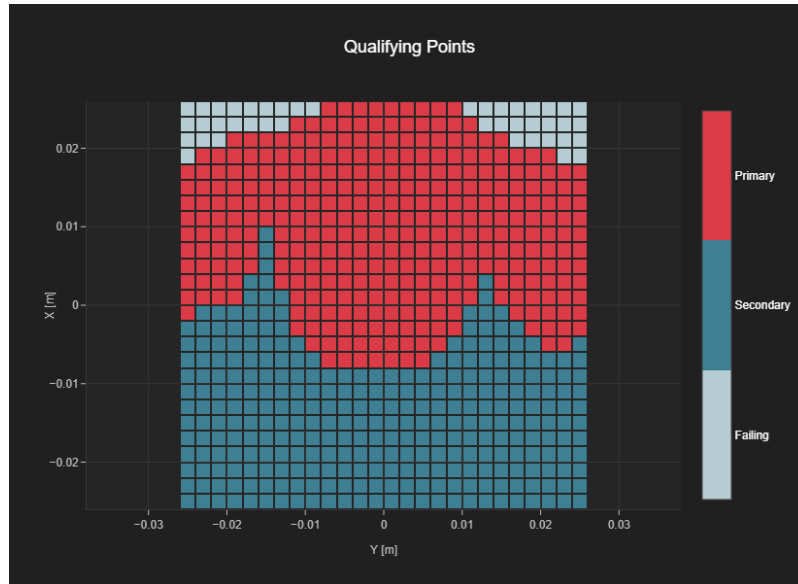 Qualifying Points
0.02
0.01
0
−0.01
−0.02
X [m]
−0.03
−0.02
−0.01
0
0.01
0.02
0.03
Y [m]
Primary
Secondary
Failing